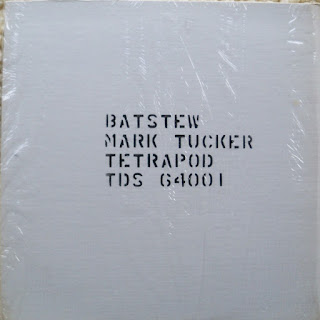 BATSTEW
MARK TUCKER
TETRAPOD
TDS 64001